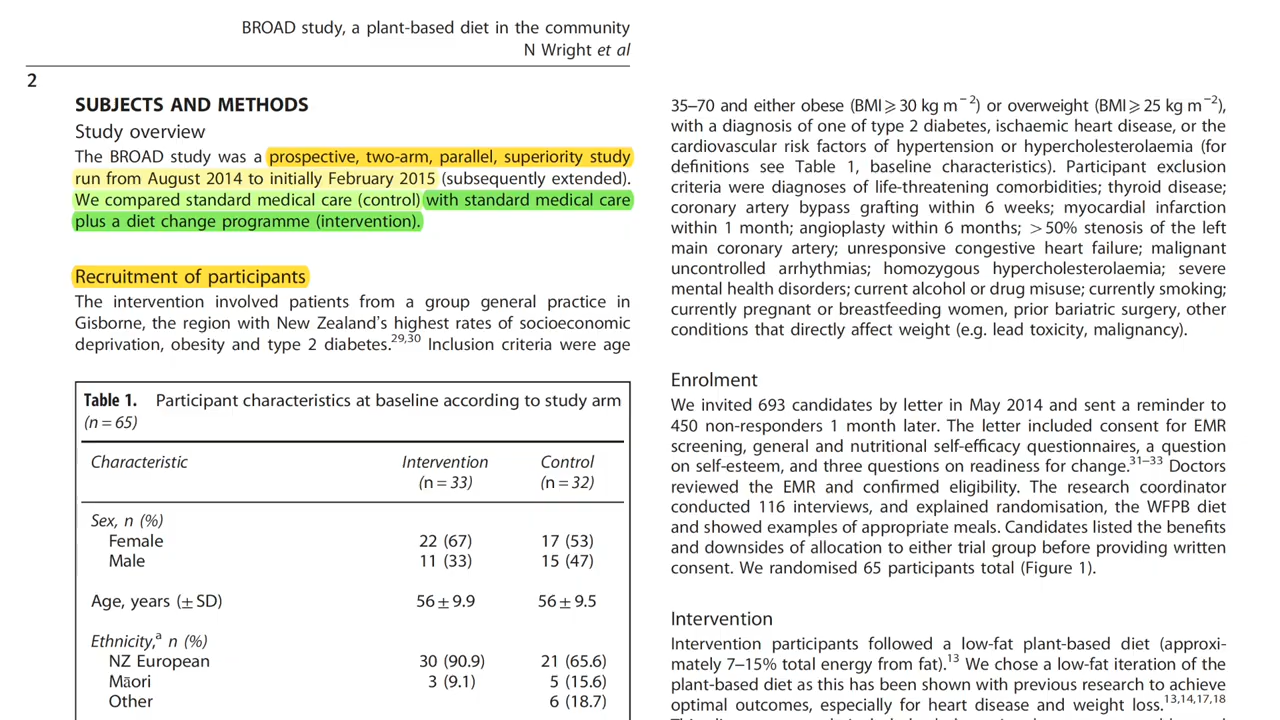 BROAD study, a plant-based diet in the community
N Wright et al
2
SUBJECTS AND METHODS
Study overview
The BROAD study was a prospective, two-arm, parallel, superiority study
run from August 2014 to initially February 2015 (subsequently extended).
We compared standard medical care (control) with standard medical care
plus a diet change programme (intervention).
Recruitment of participants
The intervention involved patients from a group general practice in
Gisborne, the region with New Zealand's highest rates of socioeconomic
deprivation, obesity and type 2 diabetes.29,30 Inclusion criteria were age
Table 1. Participant characteristics at baseline according to study arm
(n = 65)
Characteristic Intervention Control
(n = 33) (n = 32)
Sex, n (%)
Female 22 (67) 17 (53)
Male 11 (33) 15 (47)
Age, years (± SD) 56 ± 9.9 56 ± 9.5
Ethnicity,a n (%)
NZ European 30 (90.9) 21 (65.6)
Māori 3 (9.1) 5 (15.6)
Other 6 (18.7)
35–70 and either obese (BMI⩾30 kg m−2) or overweight (BMI⩾25 kg m−2),
with a diagnosis of one of type 2 diabetes, ischaemic heart disease, or the
cardiovascular risk factors of hypertension or hypercholesterolaemia (for
definitions see Table 1, baseline characteristics). Participant exclusion
criteria were diagnoses of life-threatening comorbidities; thyroid disease;
coronary artery bypass grafting within 6 weeks; myocardial infarction
within 1 month; angioplasty within 6 months; >50% stenosis of the left
main coronary artery; unresponsive congestive heart failure; malignant
uncontrolled arrhythmias; homozygous hypercholesterolaemia; severe
mental health disorders; current alcohol or drug misuse; currently smoking;
currently pregnant or breastfeeding women, prior bariatric surgery, other
conditions that directly affect weight (e.g. lead toxicity, malignancy).
Enrolment
We invited 693 candidates by letter in May 2014 and sent a reminder to
450 non-responders 1 month later. The letter included consent for EMR
screening, general and nutritional self-efficacy questionnaires, a question
on self-esteem, and three questions on readiness for change.31–33 Doctors
reviewed the EMR and confirmed eligibility. The research coordinator
conducted 116 interviews, and explained randomisation, the WFPB diet
and showed examples of appropriate meals. Candidates listed the benefits
and downsides of allocation to either trial group before providing written
consent. We randomised 65 participants total (Figure 1).
Intervention
Intervention participants followed a low-fat plant-based diet (approxi-
mately 7–15% total energy from fat).13 We chose a low-fat iteration of the
plant-based diet as this has been shown with previous research to achieve
optimal outcomes, especially for heart disease and weight loss.13,14,17,18